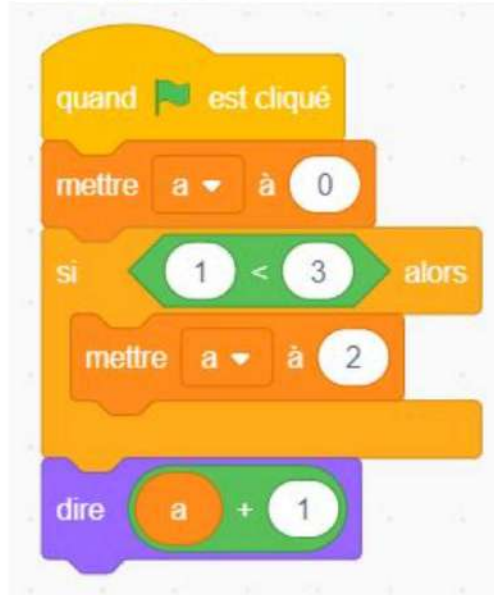 quand est cliqué
mettre a à 0
si 1 < 3 alors
mettre a à 2
dire a + 1